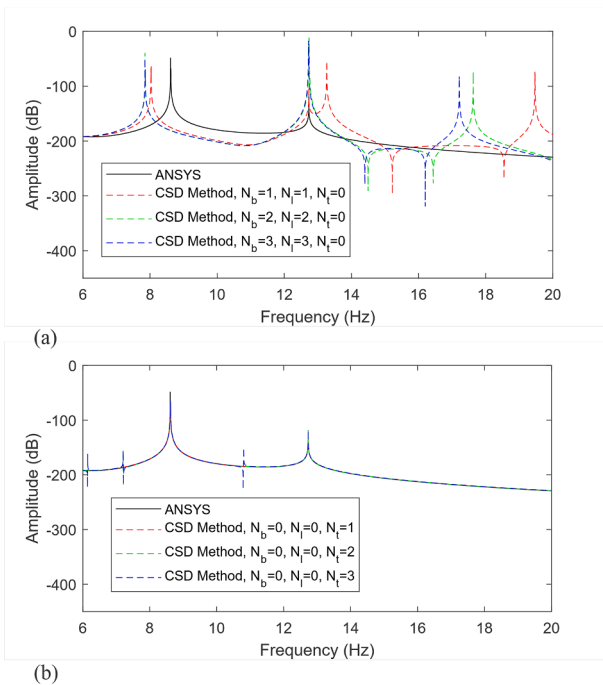 0
-100
-200
-300
-400
Amplitude (dB)
ANSYS
CSD Method, N_b=1, N_l=1, N_t=0
CSD Method, N_b=2, N_l=2, N_t=0
CSD Method, N_b=3, N_l=3, N_t=0
6 8 10 12 14 16 18 20
Frequency (Hz)
(a)
0
-100
-200
-300
-400
Amplitude (dB)
ANSYS
CSD Method, N_b=0, N_l=0, N_t=1
CSD Method, N_b=0, N_l=0, N_t=2
CSD Method, N_b=0, N_l=0, N_t=3
6 8 10 12 14 16 18 20
Frequency (Hz)
(b)